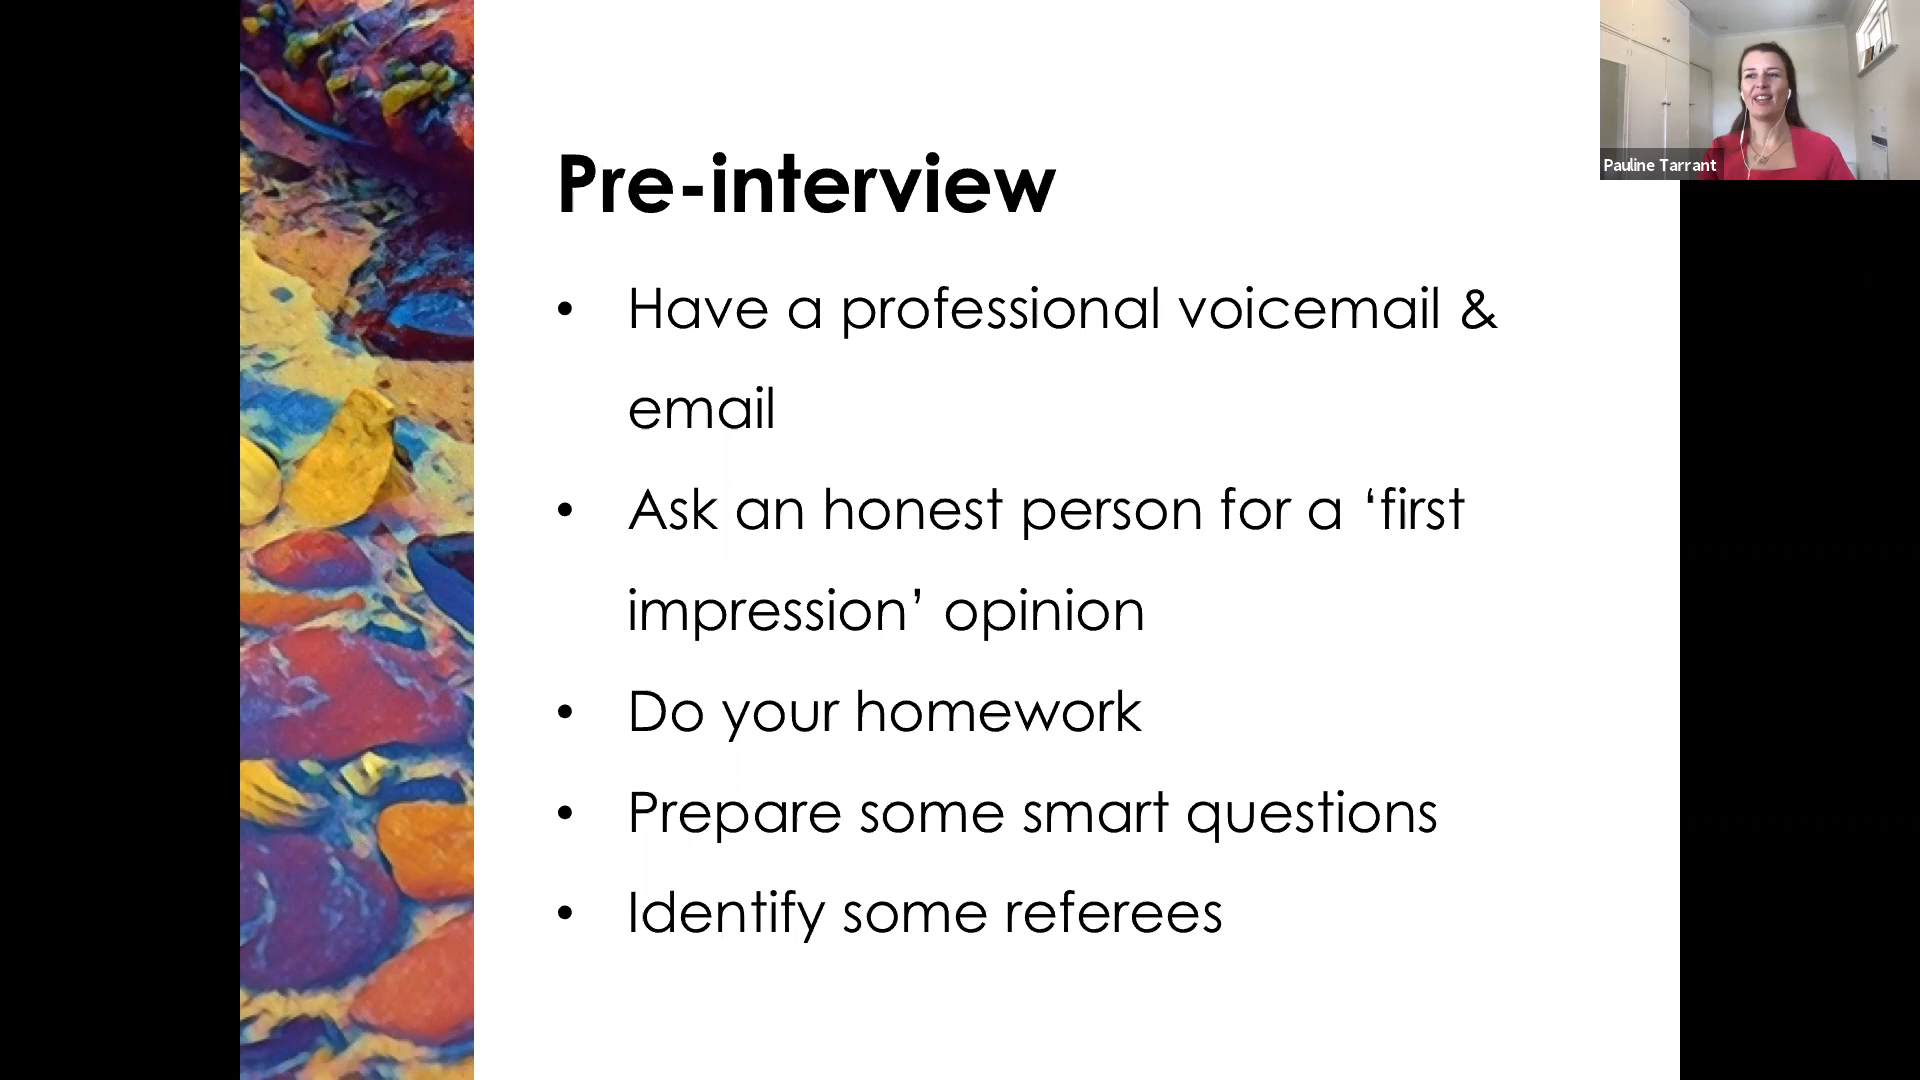 Pre-interview
• Have a professional voicemail &
email
• Ask an honest person for a ‘first
impression’ opinion
• Do your homework
• Prepare some smart questions
• Identify some referees
Pauline Tarrant